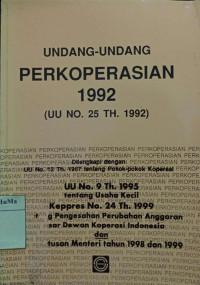 UNDANG-UNDANG
PERKOPERASIAN
1992
(UU NO. 25 TH. 1992)
Dilengkapi dengan:
UU No. 12 Th. 1967 tentang Pokok-pokok Koperasi
UU No. 9 Th. 1995
tentang Usaha Kecil
Keppres No. 24 Th. 1999
g Pengesahan Perubahan Anggaran
sar Dewan Koperasi Indonesia
dan
tusan Menteri tahun 1998 dan 1999